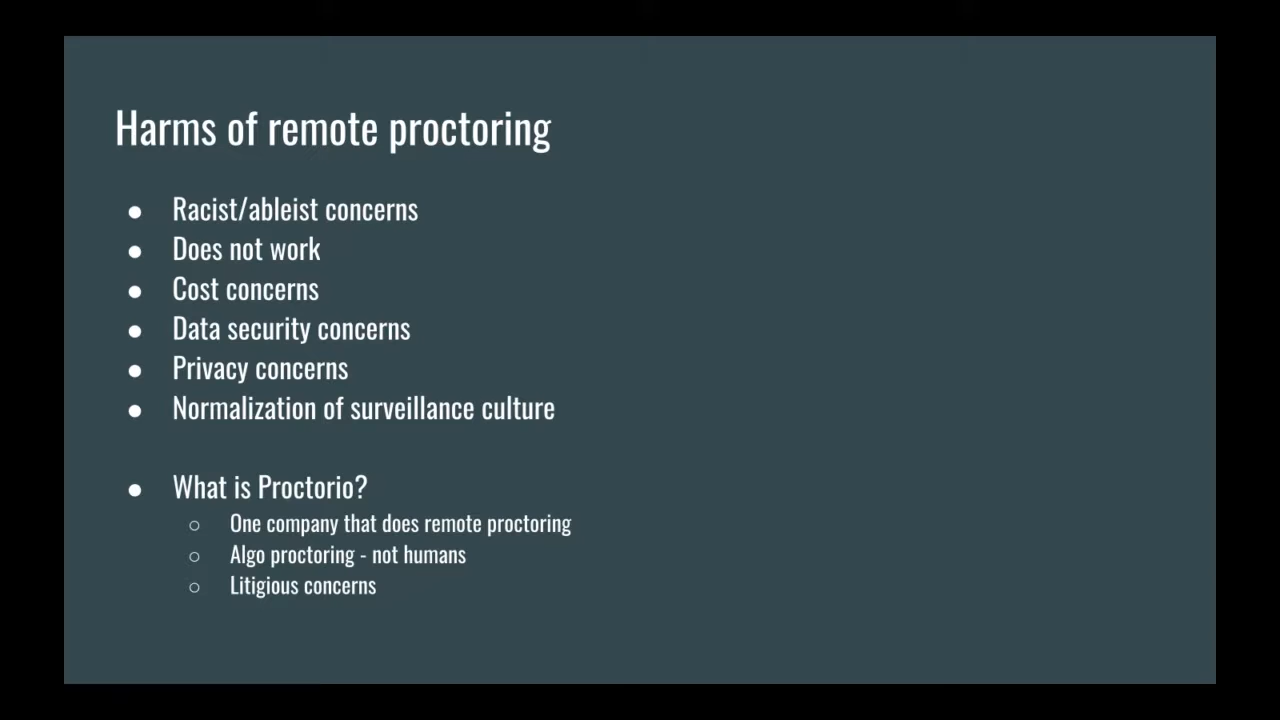 Harms of remote proctoring
● Racist/ableist concerns
● Does not work
● Cost concerns
● Data security concerns
● Privacy concerns
● Normalization of surveillance culture
● What is Proctorio?
○ One company that does remote proctoring
○ Algo proctoring - not humans
○ Litigious concerns